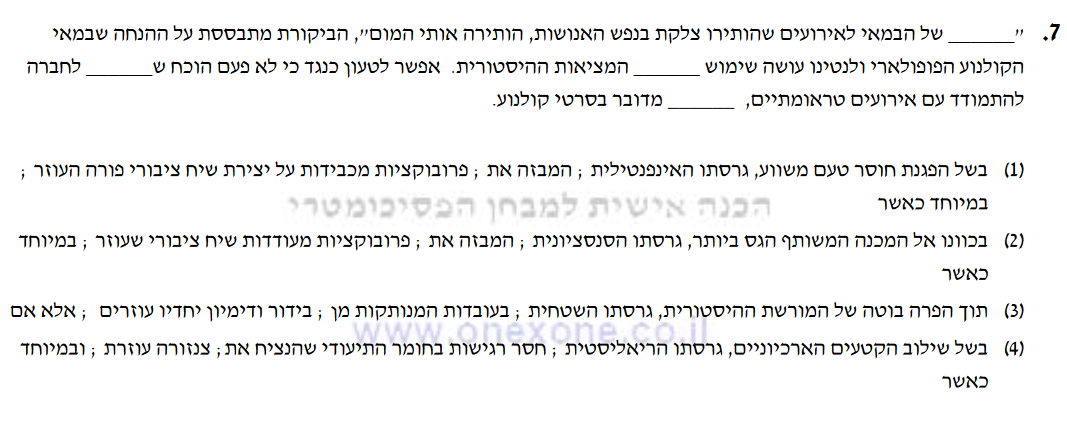 7. "______ של הבמאי לאירועים שהותירו צלקת בנפש האנושות, הותירה אותי המום", הביקורת מתבססת על ההנחה שבמאי
הקולנוע הפופולארי ולנטינו עושה שימוש ______ המציאות ההיסטורית. אפשר לטעון כנגד כי לא פעם הוכח ש______ לחברה
להתמודד עם אירועים טראומתיים, ______ מדובר בסרטי קולנוע.
(1) בשל הפגנת חוסר טעם משווע, גרסתו האינפנטילית ; המבזה את ; פרובוקציות מכבידות על יצירת שיח ציבורי פורה העוזר ;
במיוחד כאשר
הכנה אישית למבחן הפסיכומטרי
(2) בכוונו אל המכנה המשותף הגס ביותר, גרסתו הסנסציונית ; המבזה את ; פרובוקציות מעודדות שיח ציבורי שעוזר ; במיוחד
כאשר
(3) תוך הפרה בוטה של המורשת ההיסטורית, גרסתו השטחית ; בעובדות המנותקות מן ; בידור ודימיון יחדיו עוזרים ; אלא אם
www.onexone.co.il
(4) בשל שילוב הקטעים הארכיוניים, גרסתו הריאליסטית ; חסר רגישות בחומר התיעודי שהנציח את; צנזורה עוזרת ; ובמיוחד
כאשר